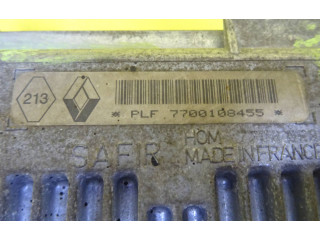 213
* PLF 7700108455 *
SAFIR
HOM
MADE IN FRANCE